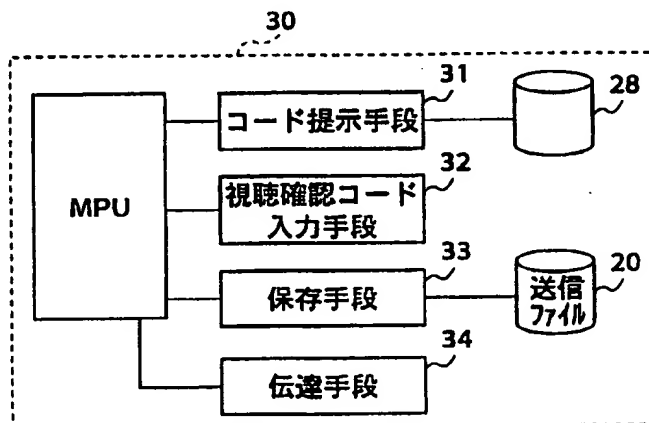 30
31
コード提示手段
28
MPU
32
視聴確認コード
入力手段
33
保存手段
20
送信
ファイル
34
伝達手段